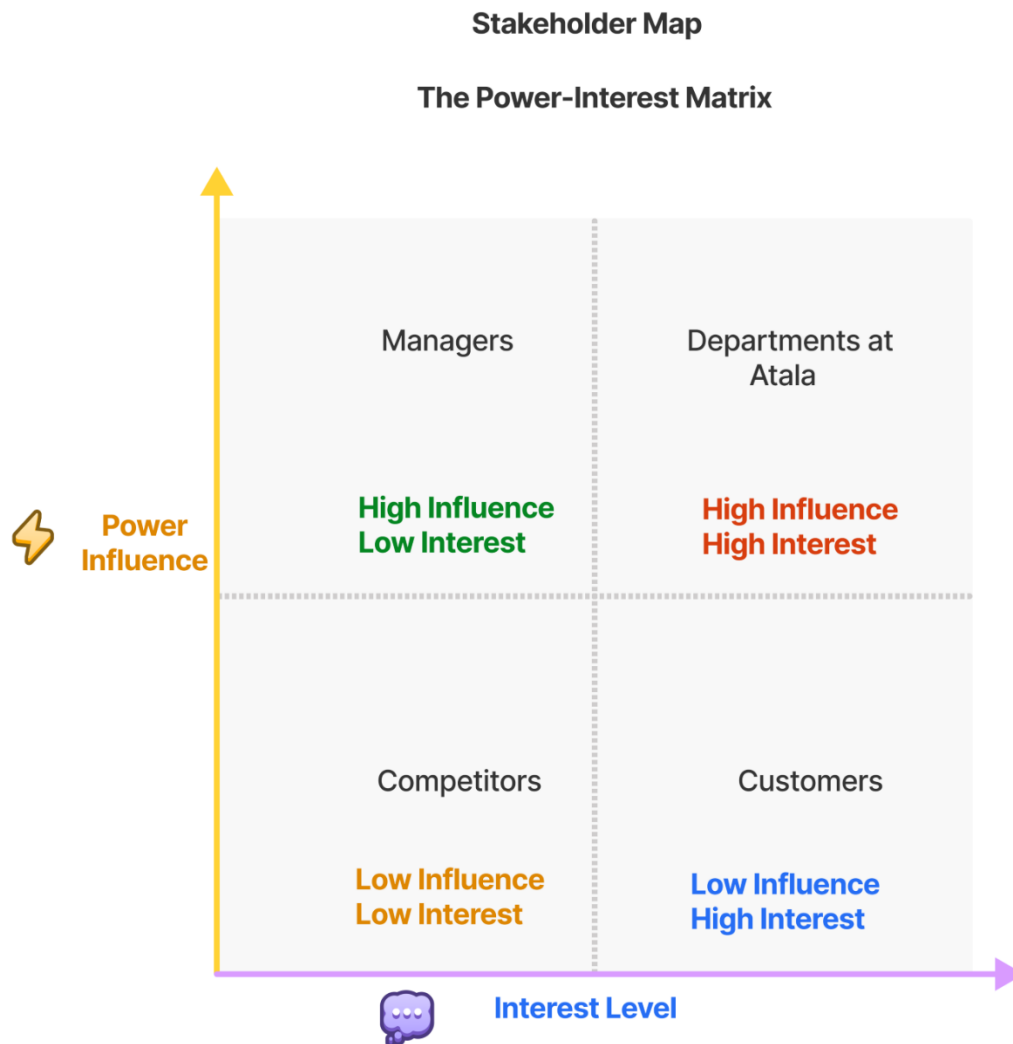 Stakeholder Map
The Power-Interest Matrix
Managers
Departments at
Atala
High Influence
Low Interest
High Influence
High Interest
Power
Influence
Competitors
Customers
Low Influence
Low Interest
Low Influence
High Interest
Interest Level